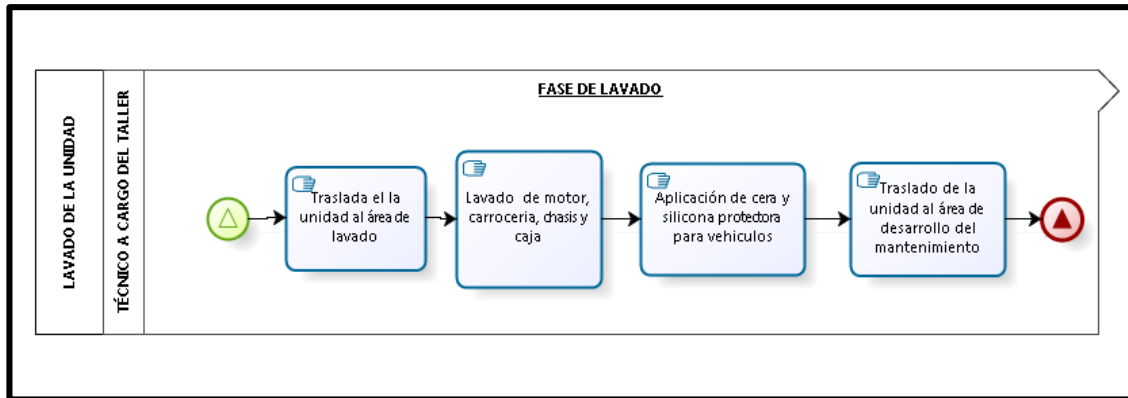 LAVADO DE LA UNIDAD
TÉCNICO A CARGO DEL TALLER
FASE DE LAVADO
Traslada el la
unidad al área de
lavado
Lavado de motor,
carroceria, chasis y
caja
Aplicación de cera y
silicona protectora
para vehiculos
Traslado de la
unidad al área de
desarrollo del
mantenimiento